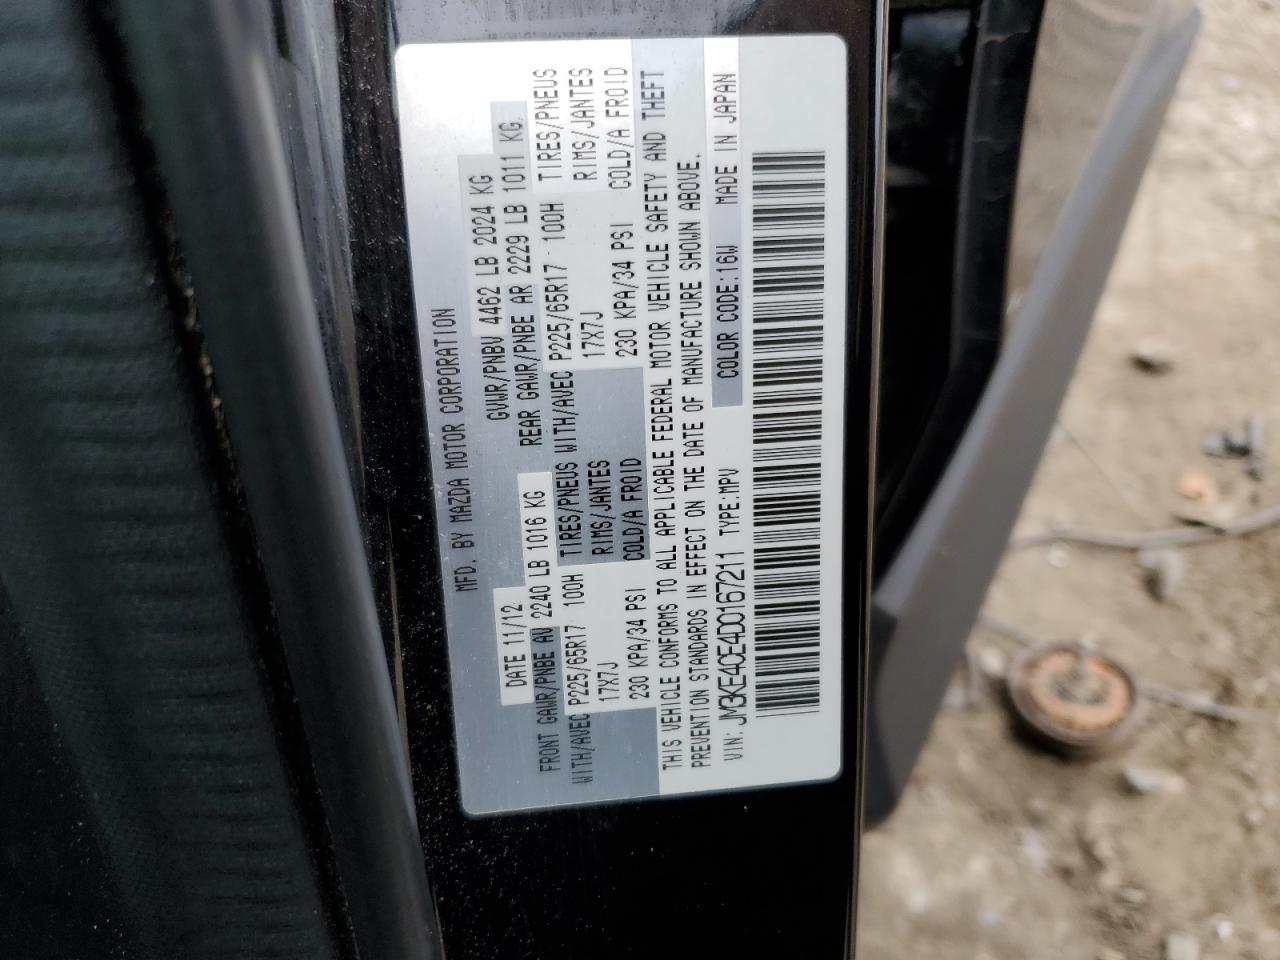 MFD. BY MAZDA MOTOR CORPORATION
DATE 11/12 GVWR/PNBV 4462 LB 2024 KG
FRONT GAWR/PNBE AV 2240 LB 1016 KG REAR GAWR/PNBE AR 2229 LB 1011 KG
WITH/AVEC P225/65R17 100H TIRES/PNEUS WITH/AVEC P225/65R17 100H TIRES/PNEUS
17X7J RIMS/JANTES 17X7J RIMS/JANTES
230 KPA/34 PSI COLD/A FROID 230 KPA/34 PSI COLD/A FROID
THIS VEHICLE CONFORMS TO ALL APPLICABLE FEDERAL MOTOR VEHICLE SAFETY AND THEFT
PREVENTION STANDARDS IN EFFECT ON THE DATE OF MANUFACTURE SHOWN ABOVE.
VIN: JM3KE4CE4D0167211 TYPE:MPV COLOR CODE:16W MADE IN JAPAN